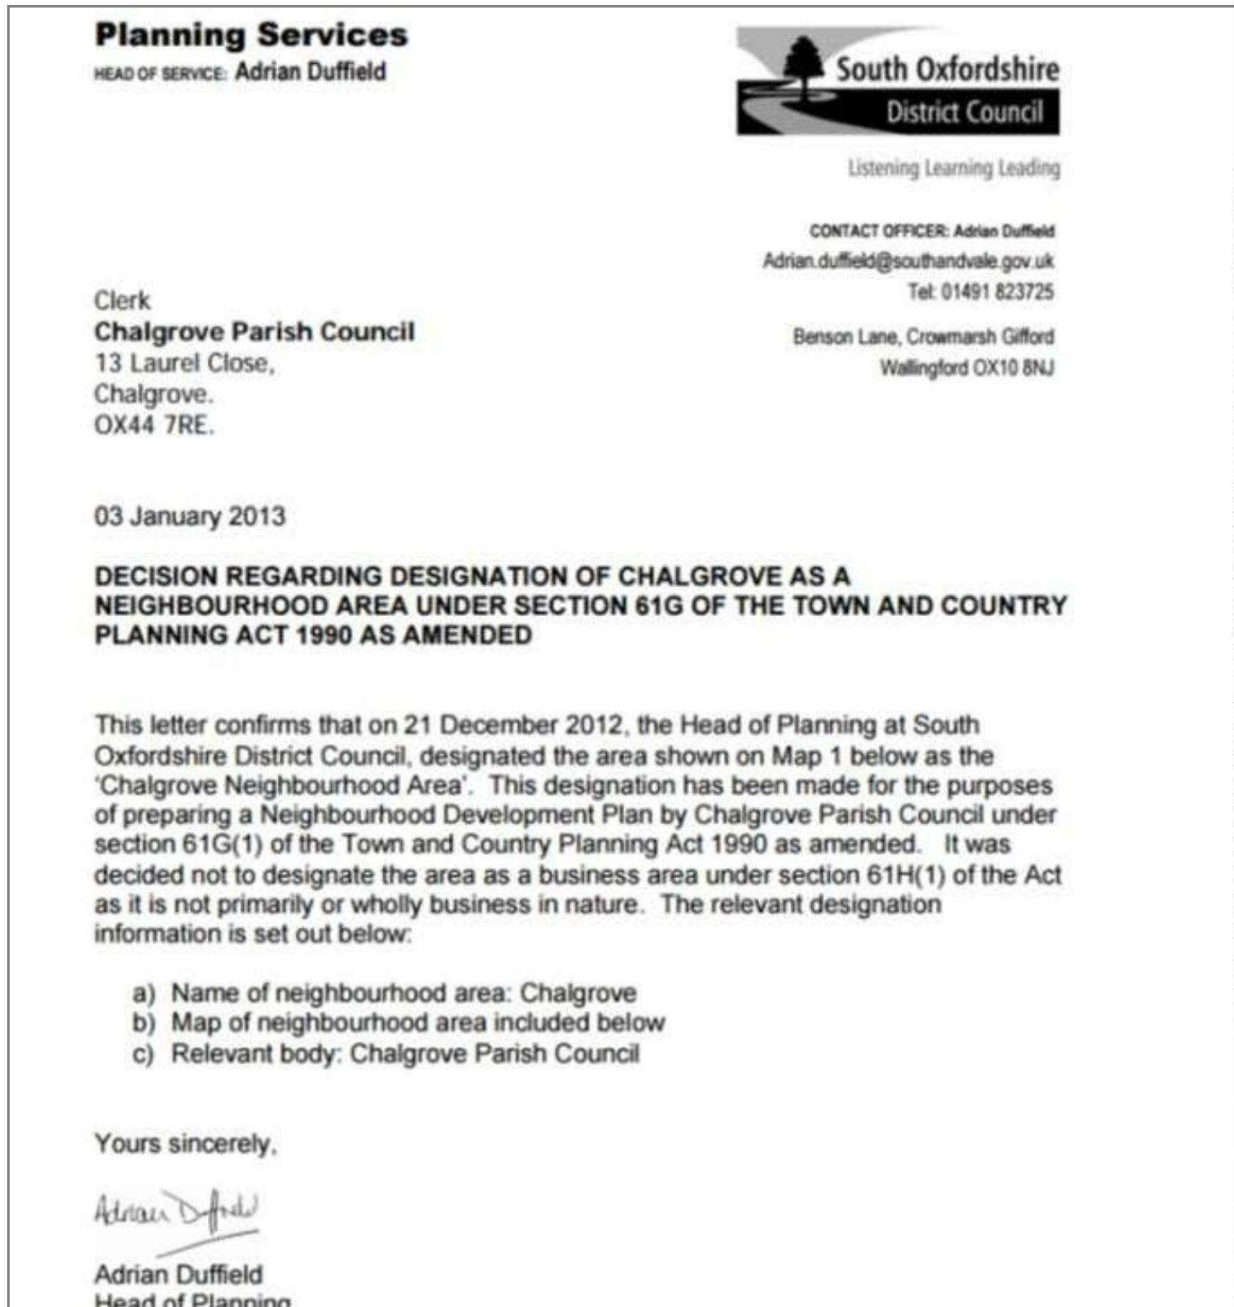 Planning Services
HEAD OF SERVICE: Adrian Duffield
South Oxfordshire
District Council
Listening Learning Leading
CONTACT OFFICER: Adrian Duffield
Adrian.duffield@southandvale.gov.uk
Tel: 01491 823725
Benson Lane, Crowmarsh Gifford
Wallingford OX10 8NJ
Clerk
Chalgrove Parish Council
13 Laurel Close,
Chalgrove.
OX44 7RE.
03 January 2013
DECISION REGARDING DESIGNATION OF CHALGROVE AS A
NEIGHBOURHOOD AREA UNDER SECTION 61G OF THE TOWN AND COUNTRY
PLANNING ACT 1990 AS AMENDED
This letter confirms that on 21 December 2012, the Head of Planning at South
Oxfordshire District Council, designated the area shown on Map 1 below as the
'Chalgrove Neighbourhood Area'. This designation has been made for the purposes
of preparing a Neighbourhood Development Plan by Chalgrove Parish Council under
section 61G(1) of the Town and Country Planning Act 1990 as amended. It was
decided not to designate the area as a business area under section 61H(1) of the Act
as it is not primarily or wholly business in nature. The relevant designation
information is set out below:
a) Name of neighbourhood area: Chalgrove
b) Map of neighbourhood area included below
c) Relevant body: Chalgrove Parish Council
Yours sincerely,
Adrian Duffield
Adrian Duffield
Head of Planning